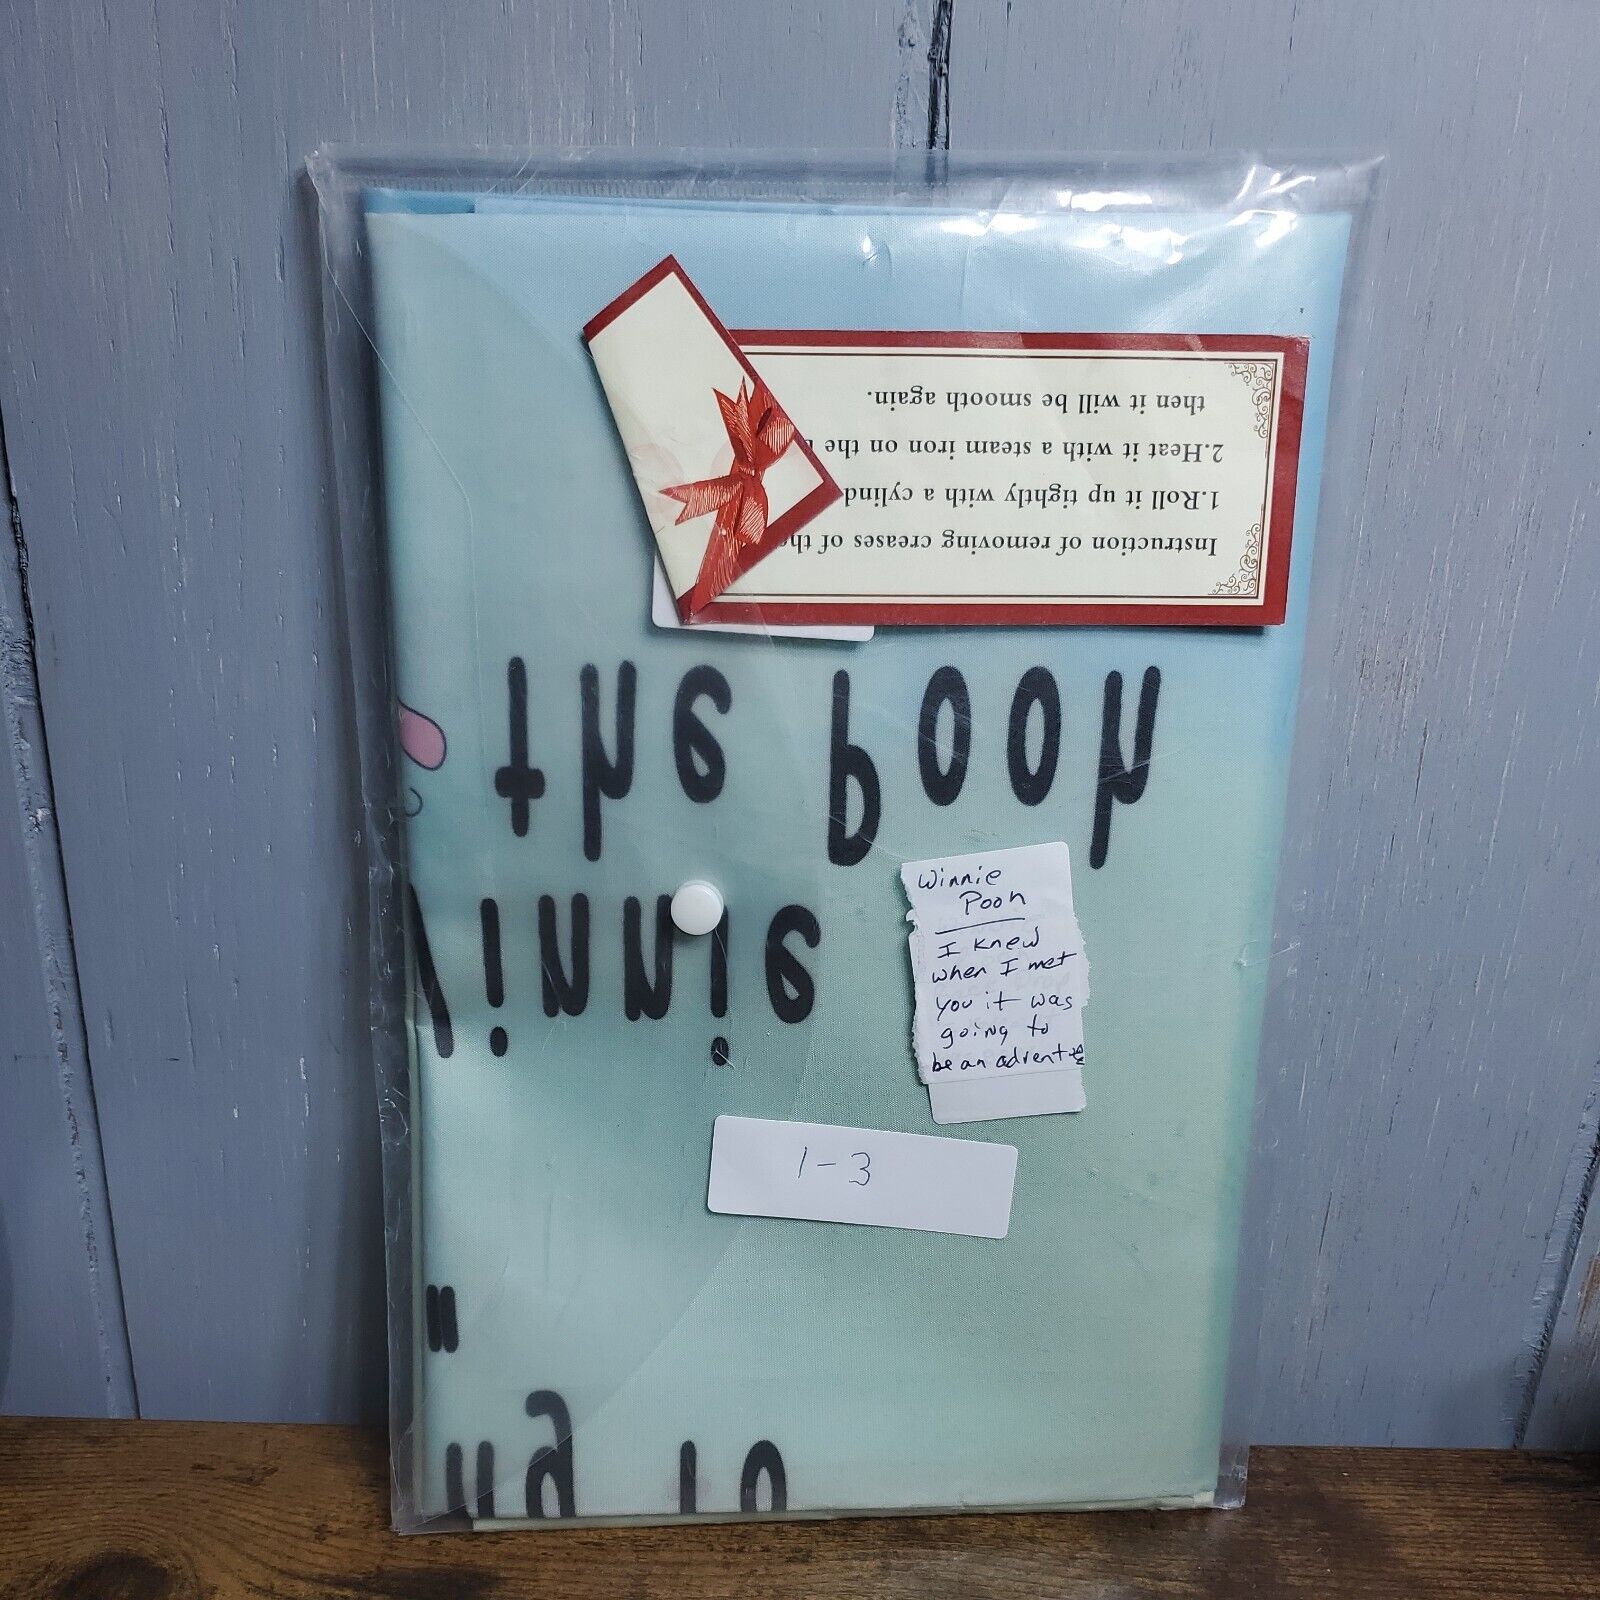 Instruction of removing creases of
1.Roll it up tightly with a cylind
2.Heat it with a steam iron on the
then it will be smooth again.
Winnie
the pooh
Winnie
Pooh
I knew
when I met
you it was
going to
be an adventure
1-3